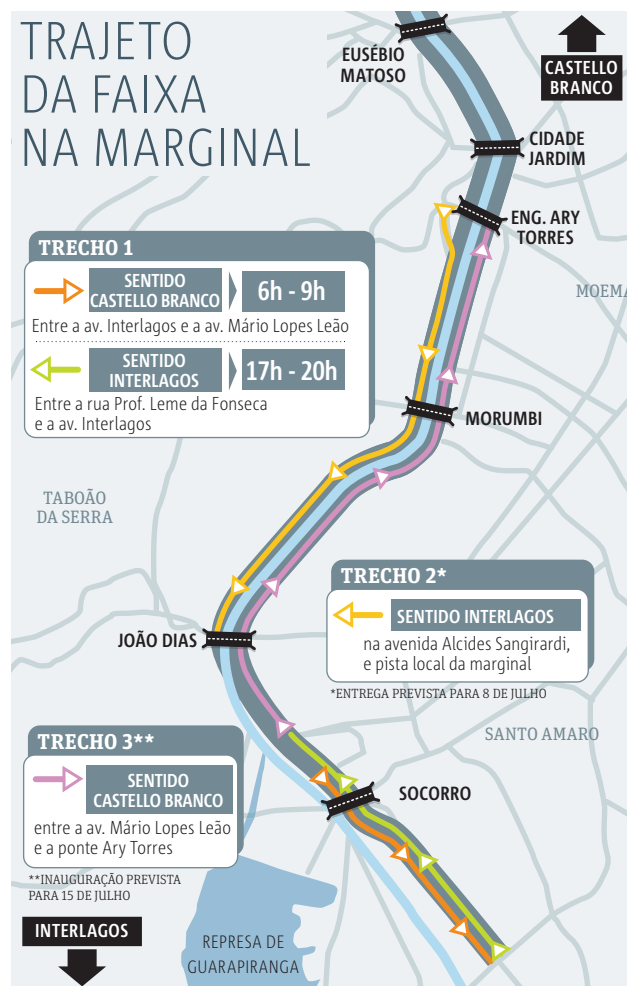 TRAJETO
DA FAIXA
NA MARGINAL
EUSÉBIO
MATOSO
CASTELLO
BRANCO
CIDADE
JARDIM
ENG. ARY
TORRES
TRECHO 1
SENTIDO
CASTELLO BRANCO
6h - 9h
Entre a av. Interlagos e a av. Mário Lopes Leão
SENTIDO
INTERLAGOS
17h - 20h
Entre a rua Prof. Leme da Fonseca
e a av. Interlagos
MOEMA
MORUMBI
TABOÃO
DA SERRA
TRECHO 2*
SENTIDO INTERLAGOS
na avenida Alcides Sangirardi,
e pista local da marginal
*ENTREGA PREVISTA PARA 8 DE JULHO
JOÃO DIAS
SANTO AMARO
TRECHO 3**
SENTIDO
CASTELLO BRANCO
entre a av. Mário Lopes Leão
e a ponte Ary Torres
**INAUGURAÇÃO PREVISTA
PARA 15 DE JULHO
SOCORRO
INTERLAGOS
REPRESA DE
GUARAPIRANGA